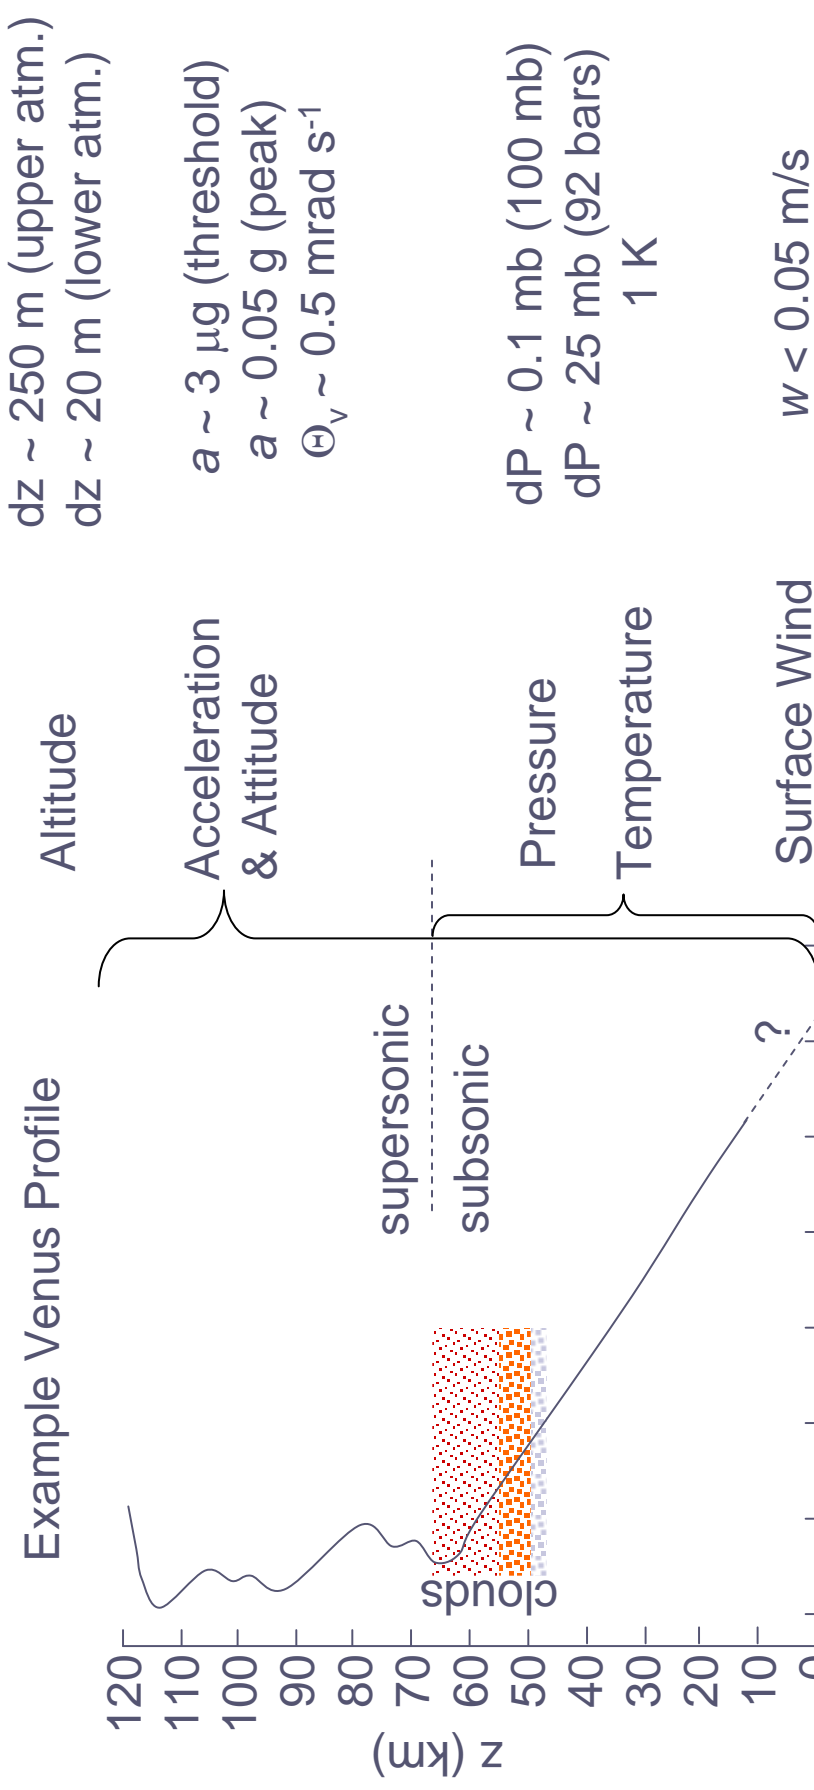 Example Venus Profile
Altitude
dz ~ 250 m (upper atm.)
dz ~ 20 m (lower atm.)
Acceleration
& Attitude
a ~ 3 μg (threshold)
a ~ 0.05 g (peak)
Θv ~ 0.5 mrad s-1
supersonic
subsonic
clouds
Pressure
dP ~ 0.1 mb (100 mb)
dP ~ 25 mb (92 bars)
Temperature
1 K
Surface Wind
w < 0.05 m/s
?
z (km)
120
110
100
90
80
70
60
50
40
30
20
10
0